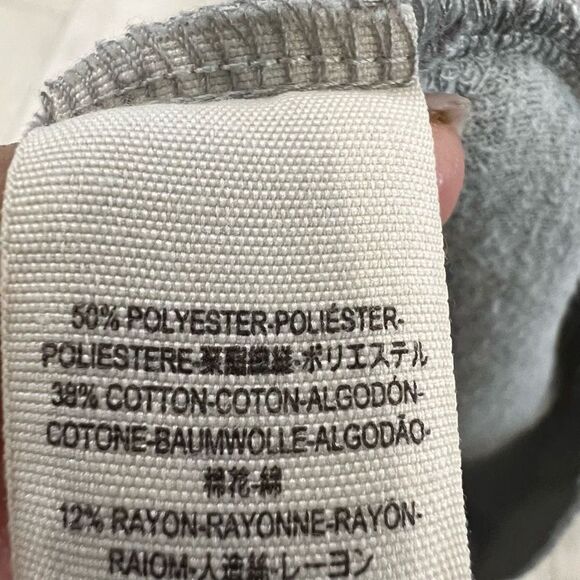 50% POLYESTER-POLIÉSTER-
POLIESTERE-聚酯纖維-ポリエステル
38% COTTON-COTON-ALGODÓN-
COTONE-BAUMWOLLE-ALGODÃO-
棉花-綿
12% RAYON-RAYONNE-RAYÓN-
RAIOM-人造絲-レーヨン